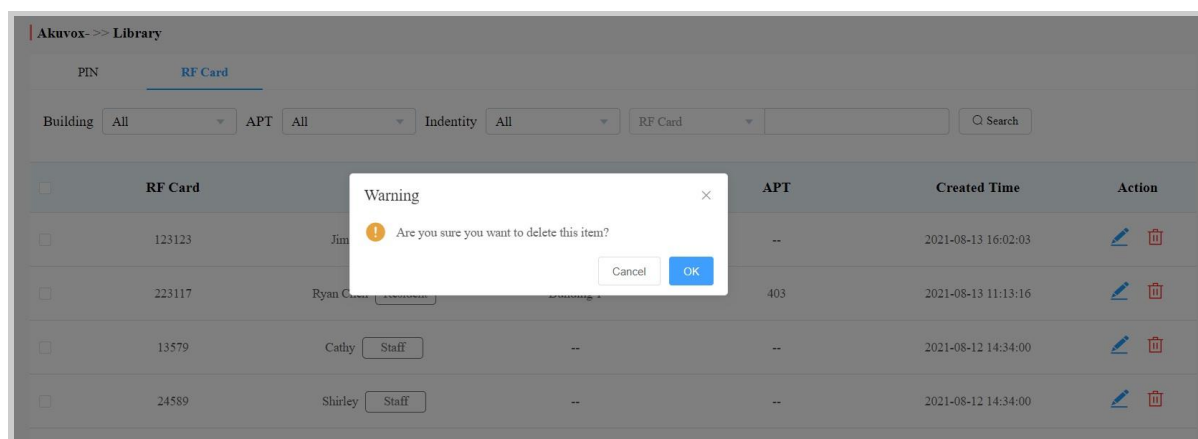 Akuvox- >> Library
PIN RF Card
Building All APT All Indentity All RF Card Search
RF Card APT Created Time Action
Warning
Are you sure you want to delete this item?
Cancel OK
123123 Jim -- 2021-08-13 16:02:03
223117 Ryan 403 2021-08-13 11:13:16
13579 Cathy Staff -- -- 2021-08-12 14:34:00
24589 Shirley Staff -- -- 2021-08-12 14:34:00